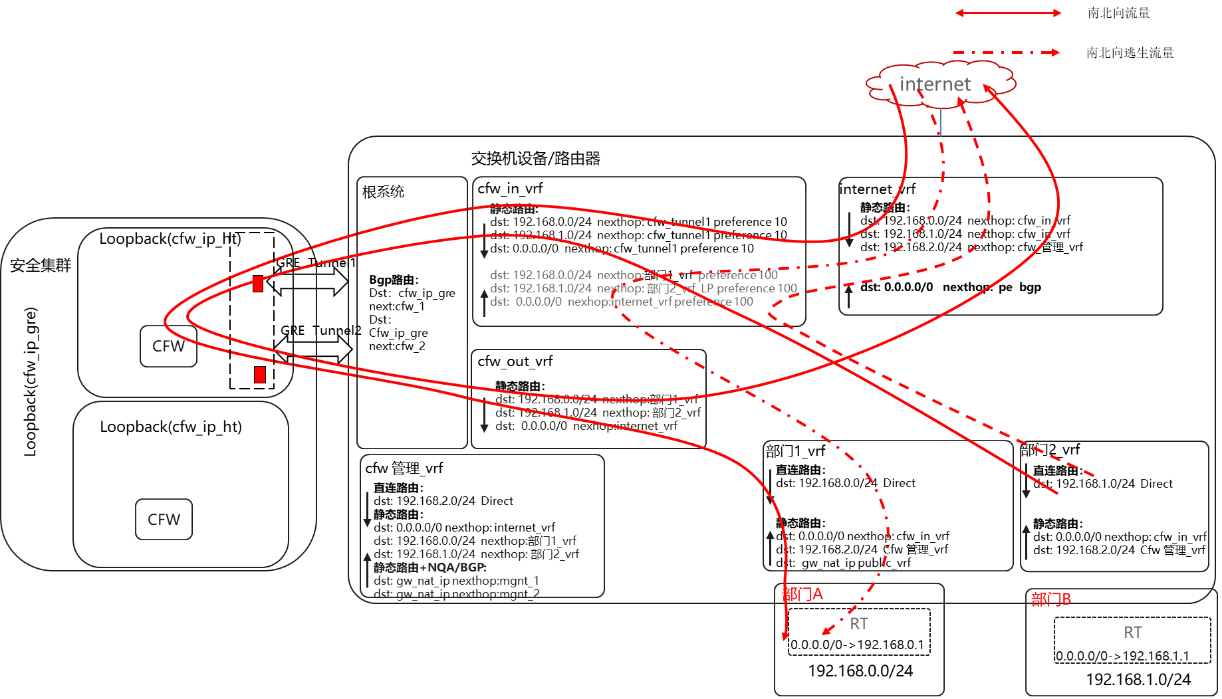 南北向流量
南北向逃生流量
internet
交换机设备/路由器
安全集群
Loopback(cfw_ip_gre)
Loopback(cfw_ip_ht)
CFW
Loopback(cfw_ip_ht)
CFW
GRE_Tunnel1
GRE_Tunnel2
根系统
Bgp路由：
Dst: cfw_ip_gre
next:cfw_1
Dst:
Cfw_ip_gre
next:cfw_2
cfw_in_vrf
静态路由:
dst: 192.168.0.0/24 nexthop: cfw_tunnel1 preference 10
dst: 192.168.1.0/24 nexthop: cfw_tunnel1 preference 10
dst: 0.0.0.0/0 nexthop: cfw_tunnel1 preference 10
dst: 192.168.0.0/24 nexthop:部门1_vrf preference 100
dst: 192.168.1.0/24 nexthop:部门2_vrf LP preference 100
dst: 0.0.0.0/0 nexthop:internet_vrf preference 100
internet_vrf
静态路由：
dst: 192.168.0.0/24 nexthop: cfw_in_vrf
dst: 192.168.1.0/24 nexthop: cfw_in_vrf
dst: 192.168.2.0/24 nexthop: cfw_管理_vrf
dst: 0.0.0.0/0 nexthop: pe bgp
cfw_out_vrf
静态路由：
dst: 192.168.0.0/24 nexthop:部门1_vrf
dst: 192.168.1.0/24 nexthop: 部门2_vrf
dst: 0.0.0.0/0 nexhop:internet_vrf
cfw 管理_vrf
直连路由：
dst: 192.168.2.0/24 Direct
静态路由：
dst: 0.0.0.0/0 nexthop:internet_vrf
dst: 192.168.0.0/24 nexthop:部门1_vrf
dst: 192.168.1.0/24 nexthop: 部门2_vrf
静态路由+NQA/BGP:
dst: gw_nat_ip nexthop:mgnt_1
dst: gw_nat_ip nexthop:mgnt_2
部门1_vrf
直连路由：
dst: 192.168.0.0/24 Direct
静态路由：
dst: 0.0.0.0/0 nexthop: cfw_in_vrf
dst: 192.168.2.0/24 Cfw 管理_vrf
dst: gw_nat_ip public_vrf
部门2_vrf
直连路由：
dst: 192.168.1.0/24 Direct
静态路由：
dst: 0.0.0.0/0 nexthop: cfw_in_vrf
dst: 192.168.2.0/24 Cfw 管理_vrf
部门A
RT
0.0.0.0/0->192.168.0.1
192.168.0.0/24
部门B
RT
0.0.0.0/0->192.168.1.1
192.168.1.0/24